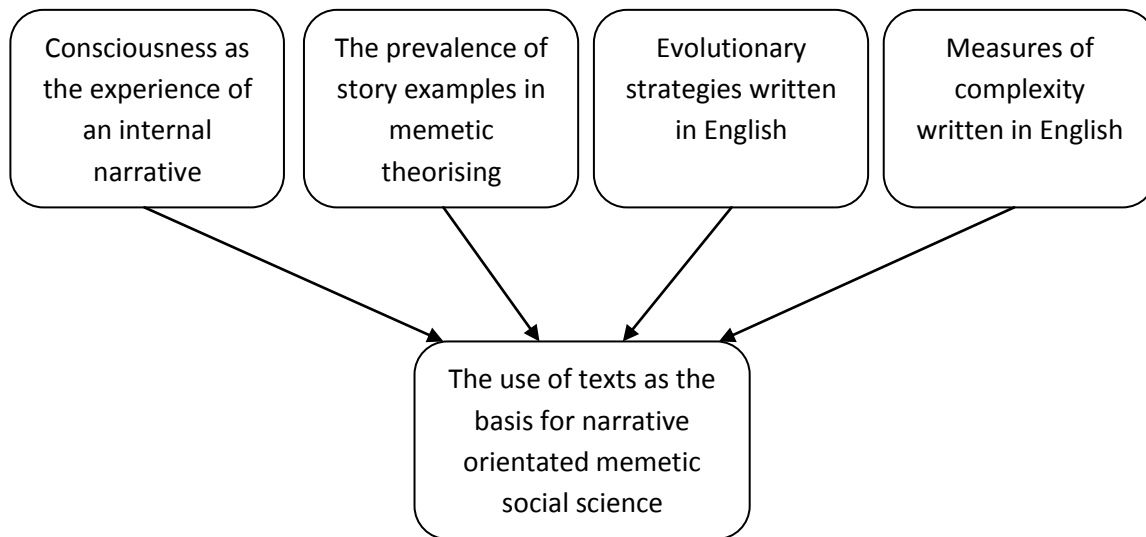 Consciousness as
the experience of
an internal
narrative
The prevalence of
story examples in
memetic
theorising
Evolutionary
strategies written
in English
Measures of
complexity
written in English
The use of texts as the
basis for narrative
orientated memetic
social science